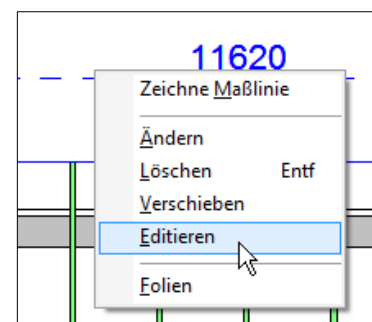 11620
Zeichne Maßlinie
Ändern
Löschen Entf
Verschieben
Editieren
Folien